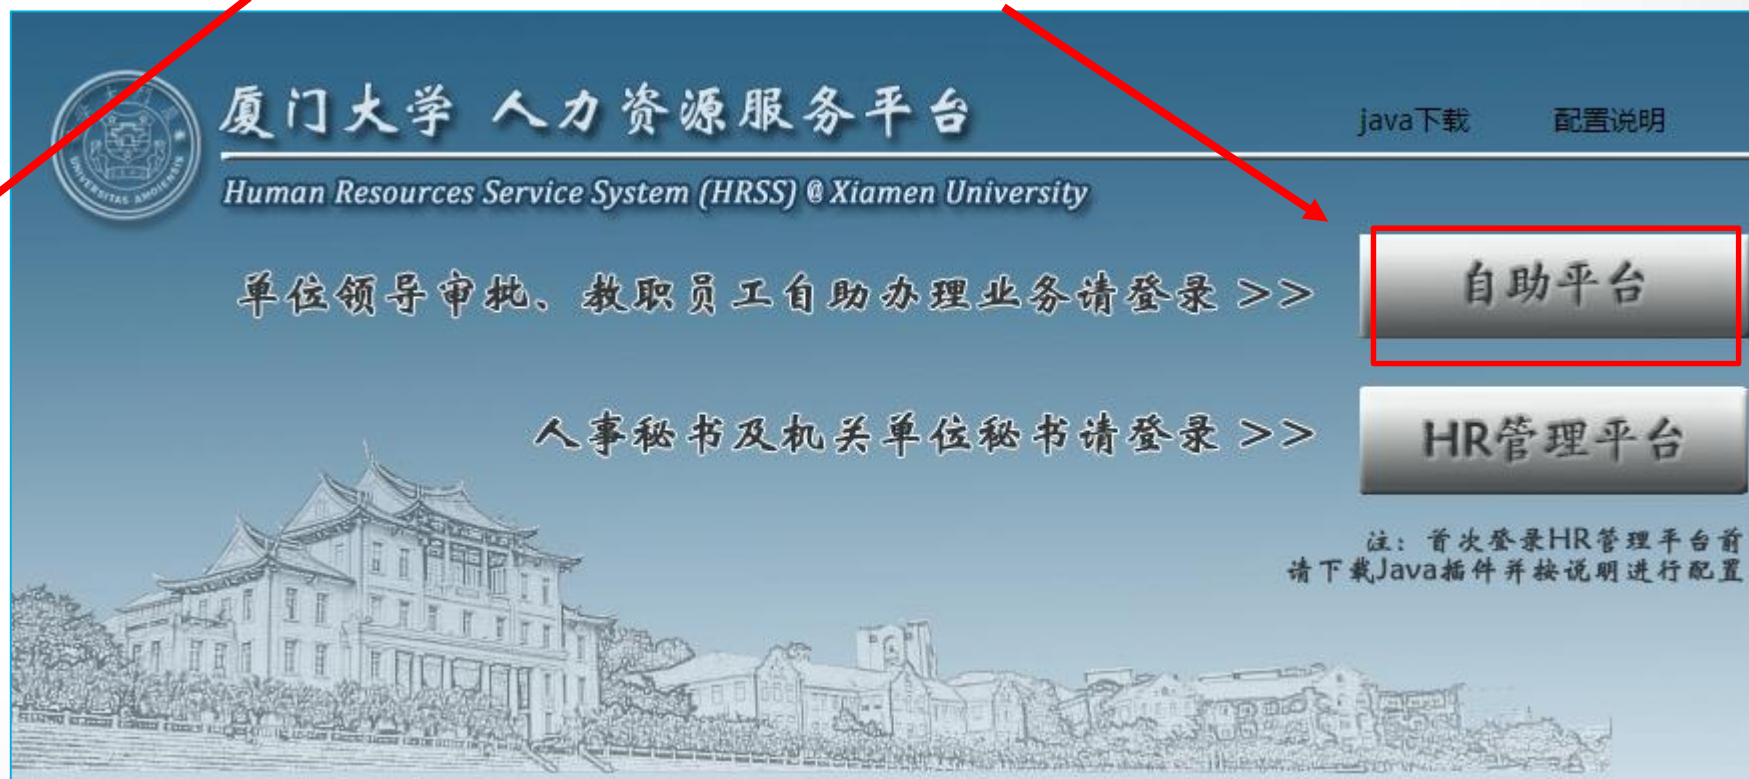 厦门大学 人力资源服务平台
java下载 配置说明
Human Resources Service System (HRSS) @ Xiamen University
单位领导审批、教职员工自助办理业务请登录 >>
自助平台
人事秘书及机关单位秘书请登录 >>
HR管理平台
注：首次登录HR管理平台前
请下载Java插件并按说明进行配置